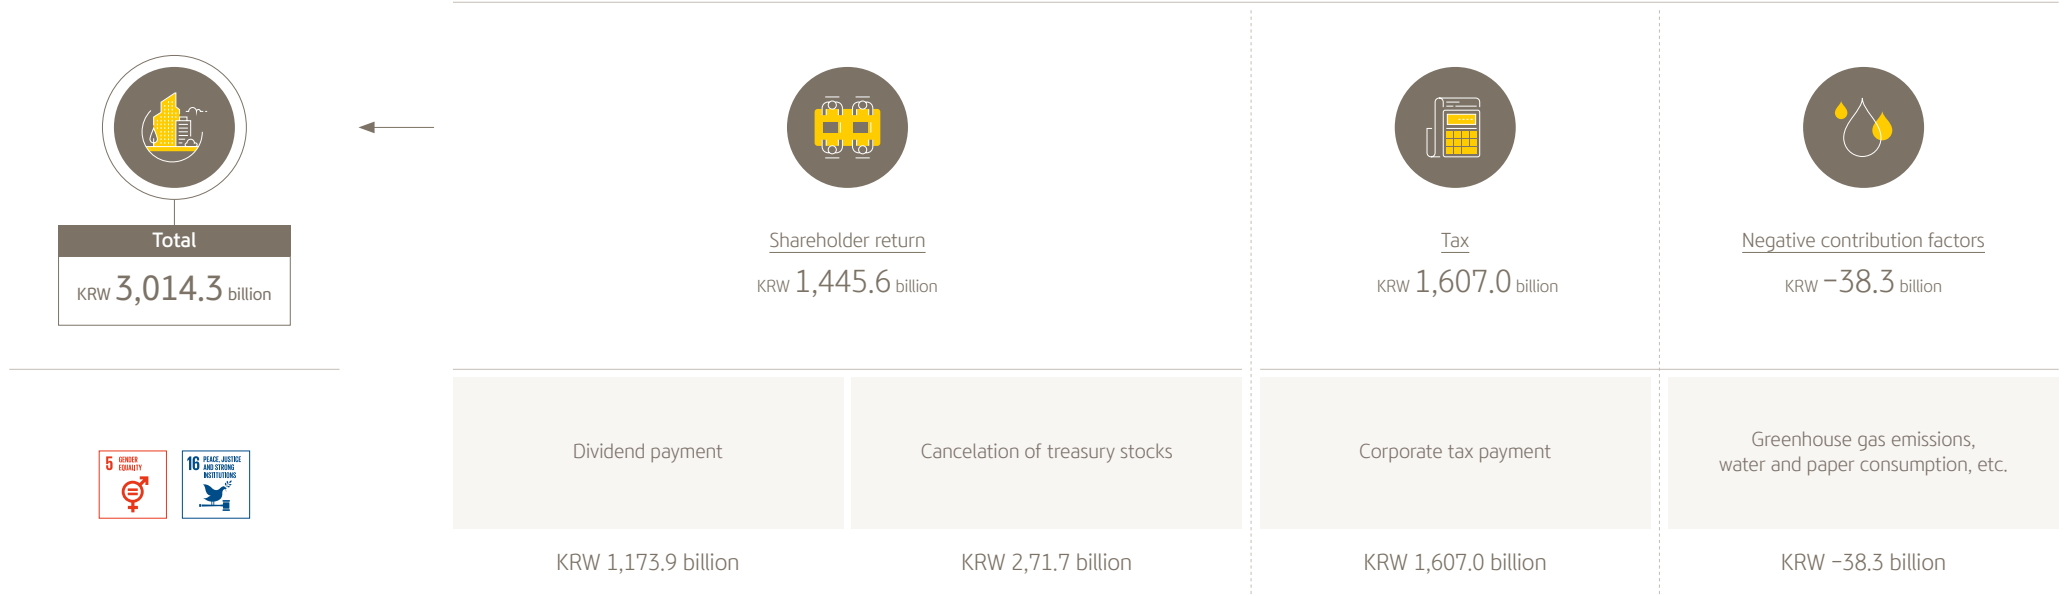 Total
KRW 3,014.3 billion
Shareholder return
KRW 1,445.6 billion
Tax
KRW 1,607.0 billion
Negative contribution factors
KRW -38.3 billion
5 GENDER
EQUALITY
16 PEACE, JUSTICE
AND STRONG
INSTITUTIONS
Dividend payment
Cancelation of treasury stocks
Corporate tax payment
Greenhouse gas emissions,
water and paper consumption, etc.
KRW 1,173.9 billion
KRW 2,71.7 billion
KRW 1,607.0 billion
KRW -38.3 billion